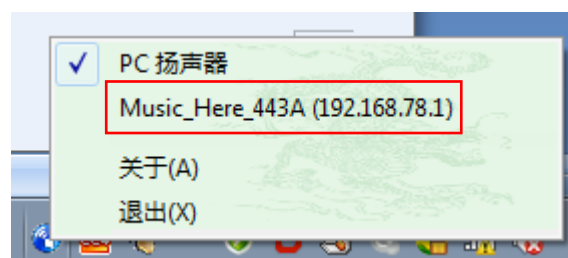 PC 扬声器
Music_Here_443A (192.168.78.1)
关于(A)
退出(X)